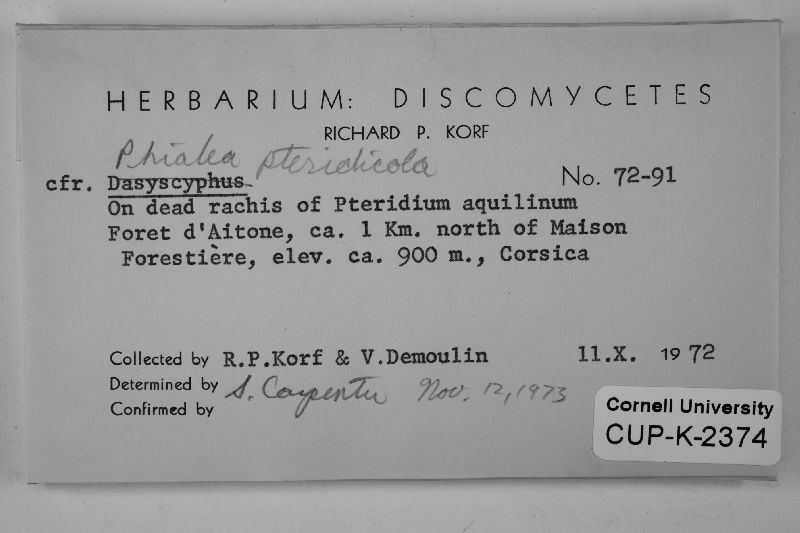 HERBARIUM: DISCOMYCETES
RICHARD P. KORF
Phialea pteridicola
cfr. Dasyscyphus No. 72-91
On dead rachis of Pteridium aquilinum
Foret d'Aitone, ca. 1 Km. north of Maison
Forestière, elev. ca. 900 m., Corsica
Collected by R.P.Korf & V.Demoulin 11.X. 1972
Determined by S. Carpenter Nov. 12, 1973
Confirmed by
Cornell University
CUP-K-2374